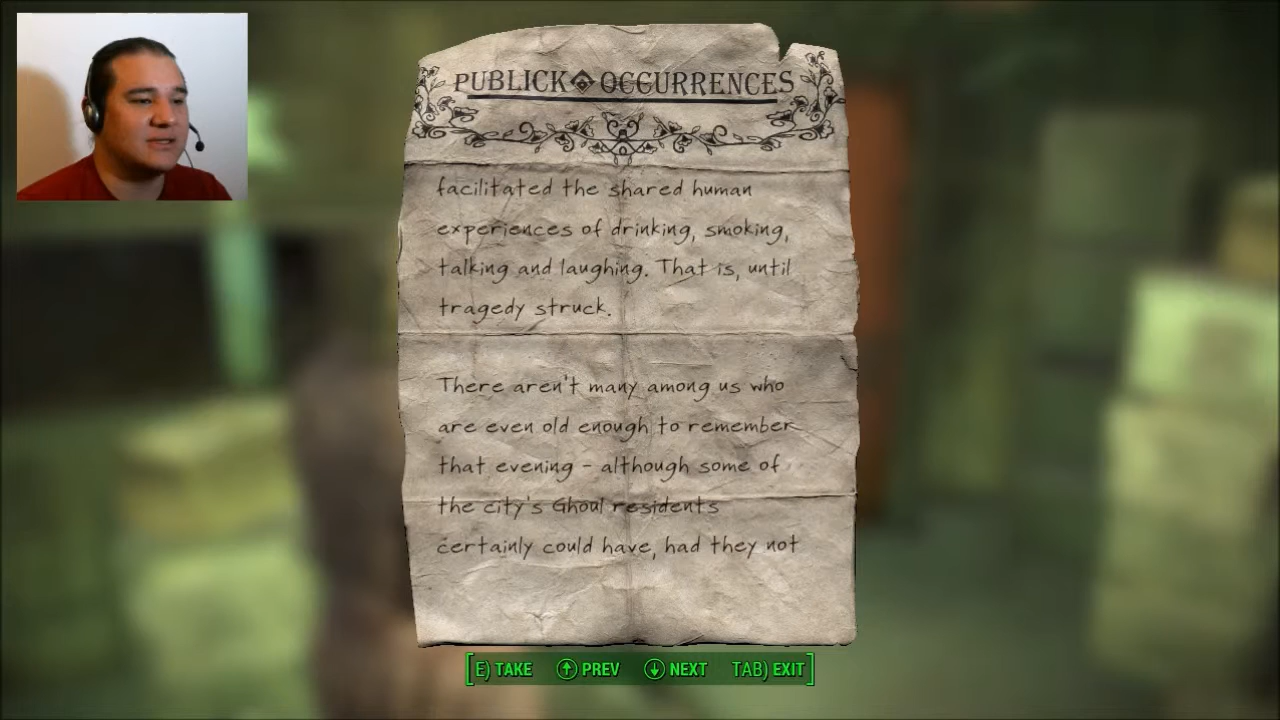 PUBLICK OCCURRENCES
facilitated the shared human
experiences of drinking, smoking,
talking and laughing. That is, until
tragedy struck.
There aren't many among us who
are even old enough to remember
that evening - although some of
the city's Ghoul residents
certainly could have, had they not
E) TAKE PREV NEXT TAB) EXIT